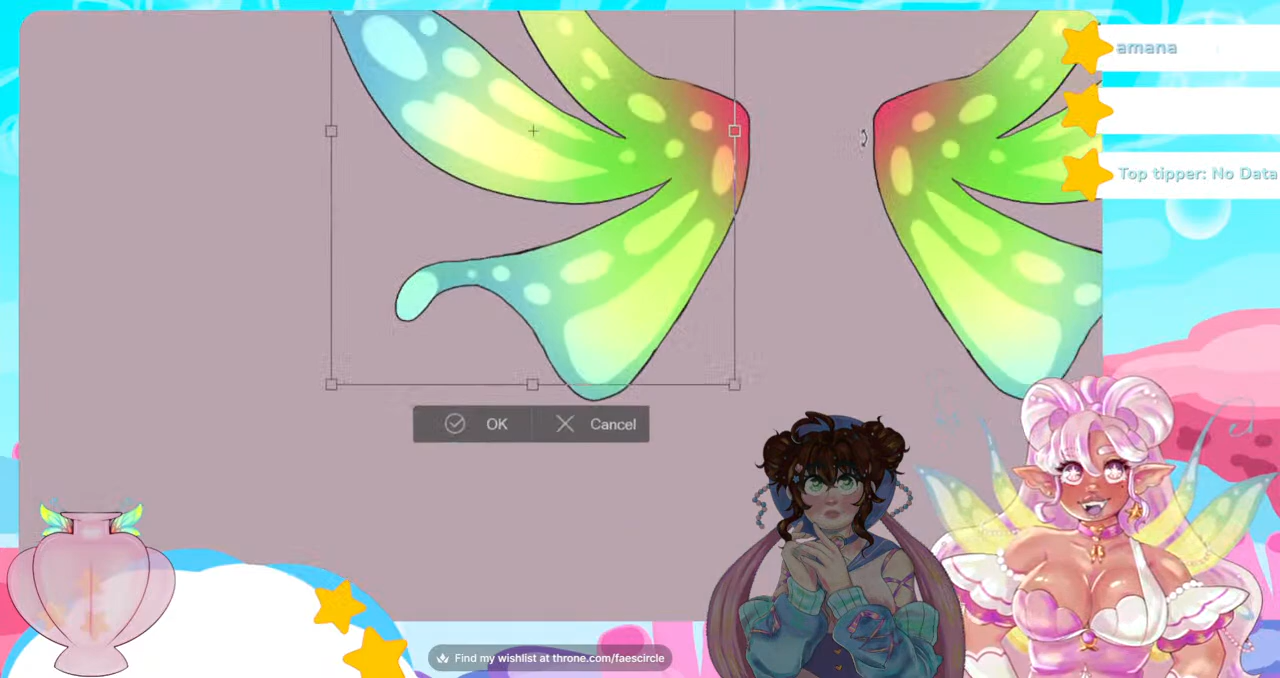 amana
Top tipper: No Data
OK
Cancel
Find my wishlist at throne.com/faescircle